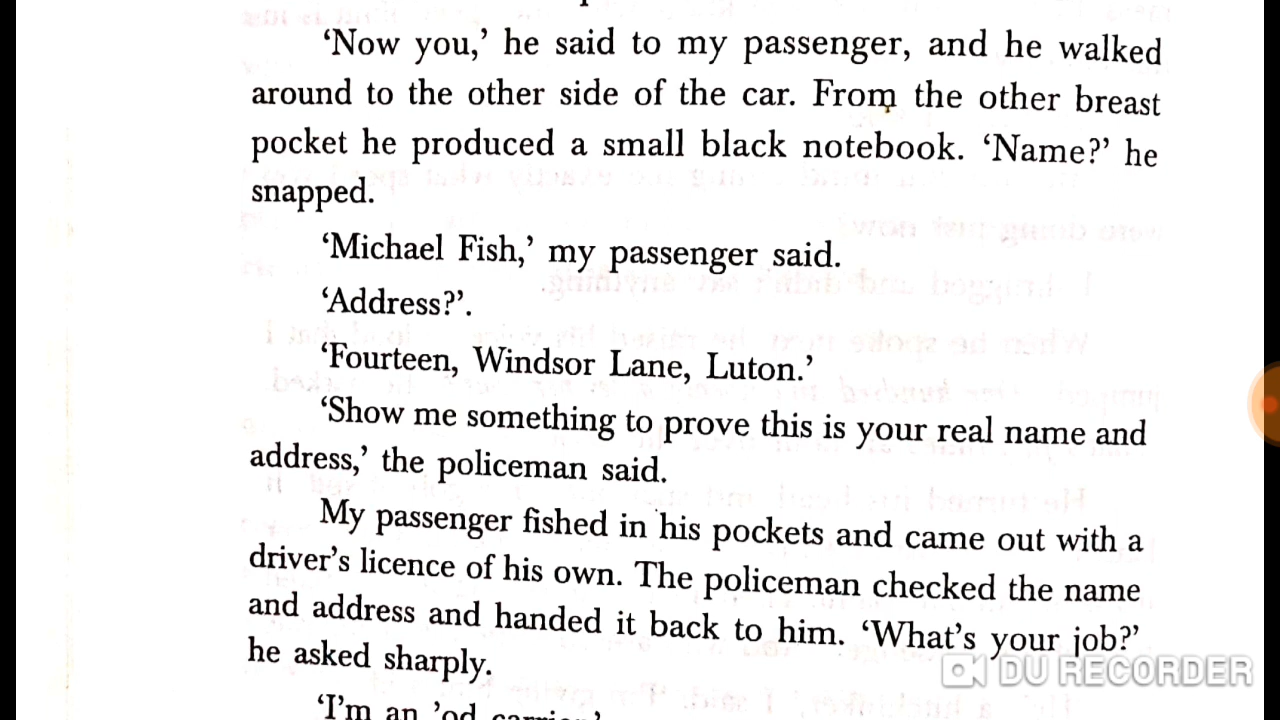 ‘Now you,’ he said to my passenger, and he walked
around to the other side of the car. From the other breast
pocket he produced a small black notebook. ‘Name?’ he
snapped.
‘Michael Fish,’ my passenger said.
‘Address?’.
‘Fourteen, Windsor Lane, Luton.’
‘Show me something to prove this is your real name and
address,’ the policeman said.
My passenger fished in his pockets and came out with a
driver’s licence of his own. The policeman checked the name
and address and handed it back to him. ‘What’s your job?’
he asked sharply.
‘I'm an ’od carrier’
DU RECORDER